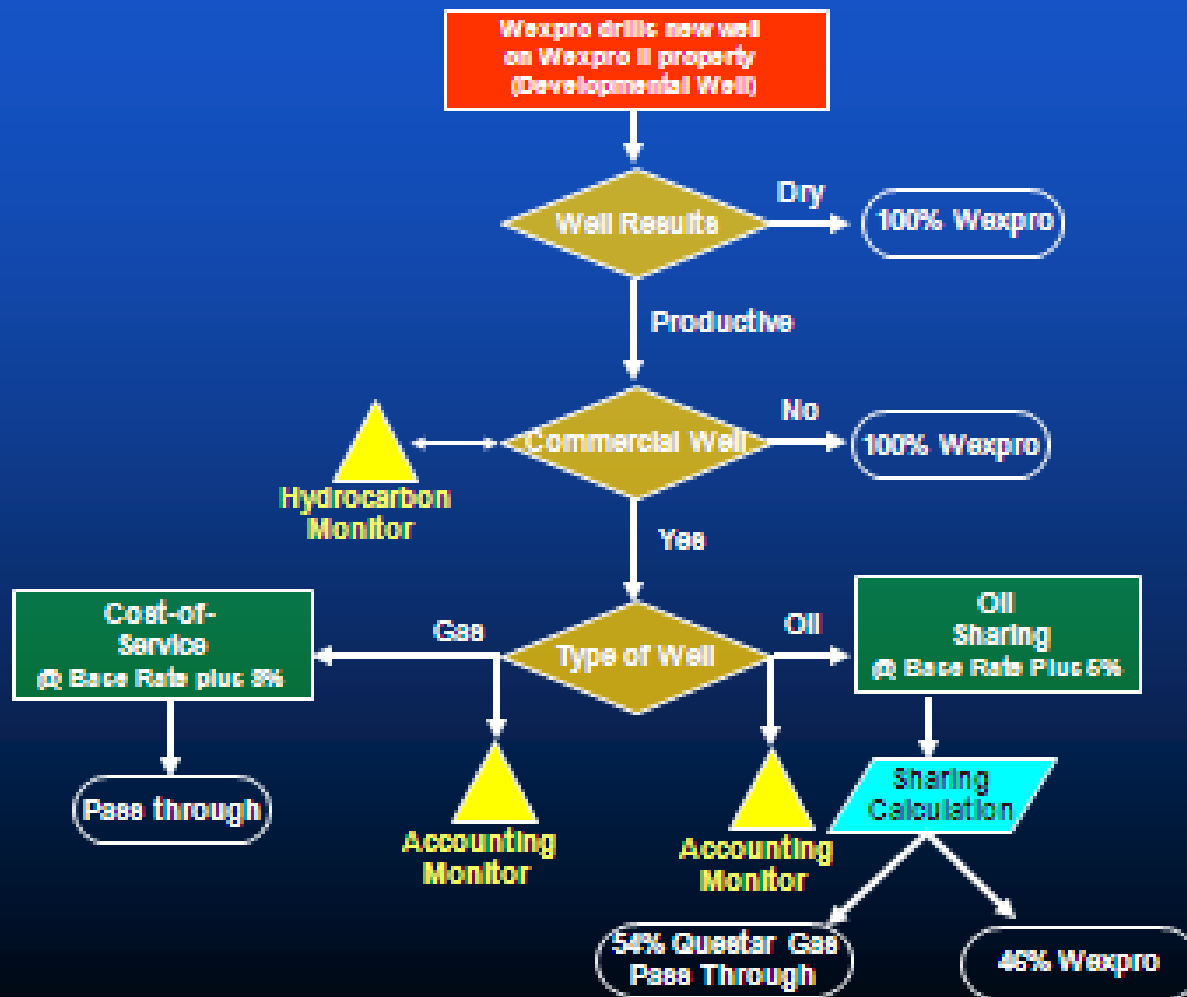 Wexpro drills new well
on Wexpro II property
(Developmental Well)
Well Results
Dry
100% Wexpro
Productive
Hydrocarbon
Monitor
Commercial Well
No
100% Wexpro
Yes
Cost-of-
Service
@ Base Rate plus 8%
Gas
Type of Well
Oil
Oil
Sharing
@ Base Rate Plus 5%
Pass through
Accounting
Monitor
Accounting
Monitor
Sharing
Calculation
54% Questar Gas
Pass Through
46% Wexpro